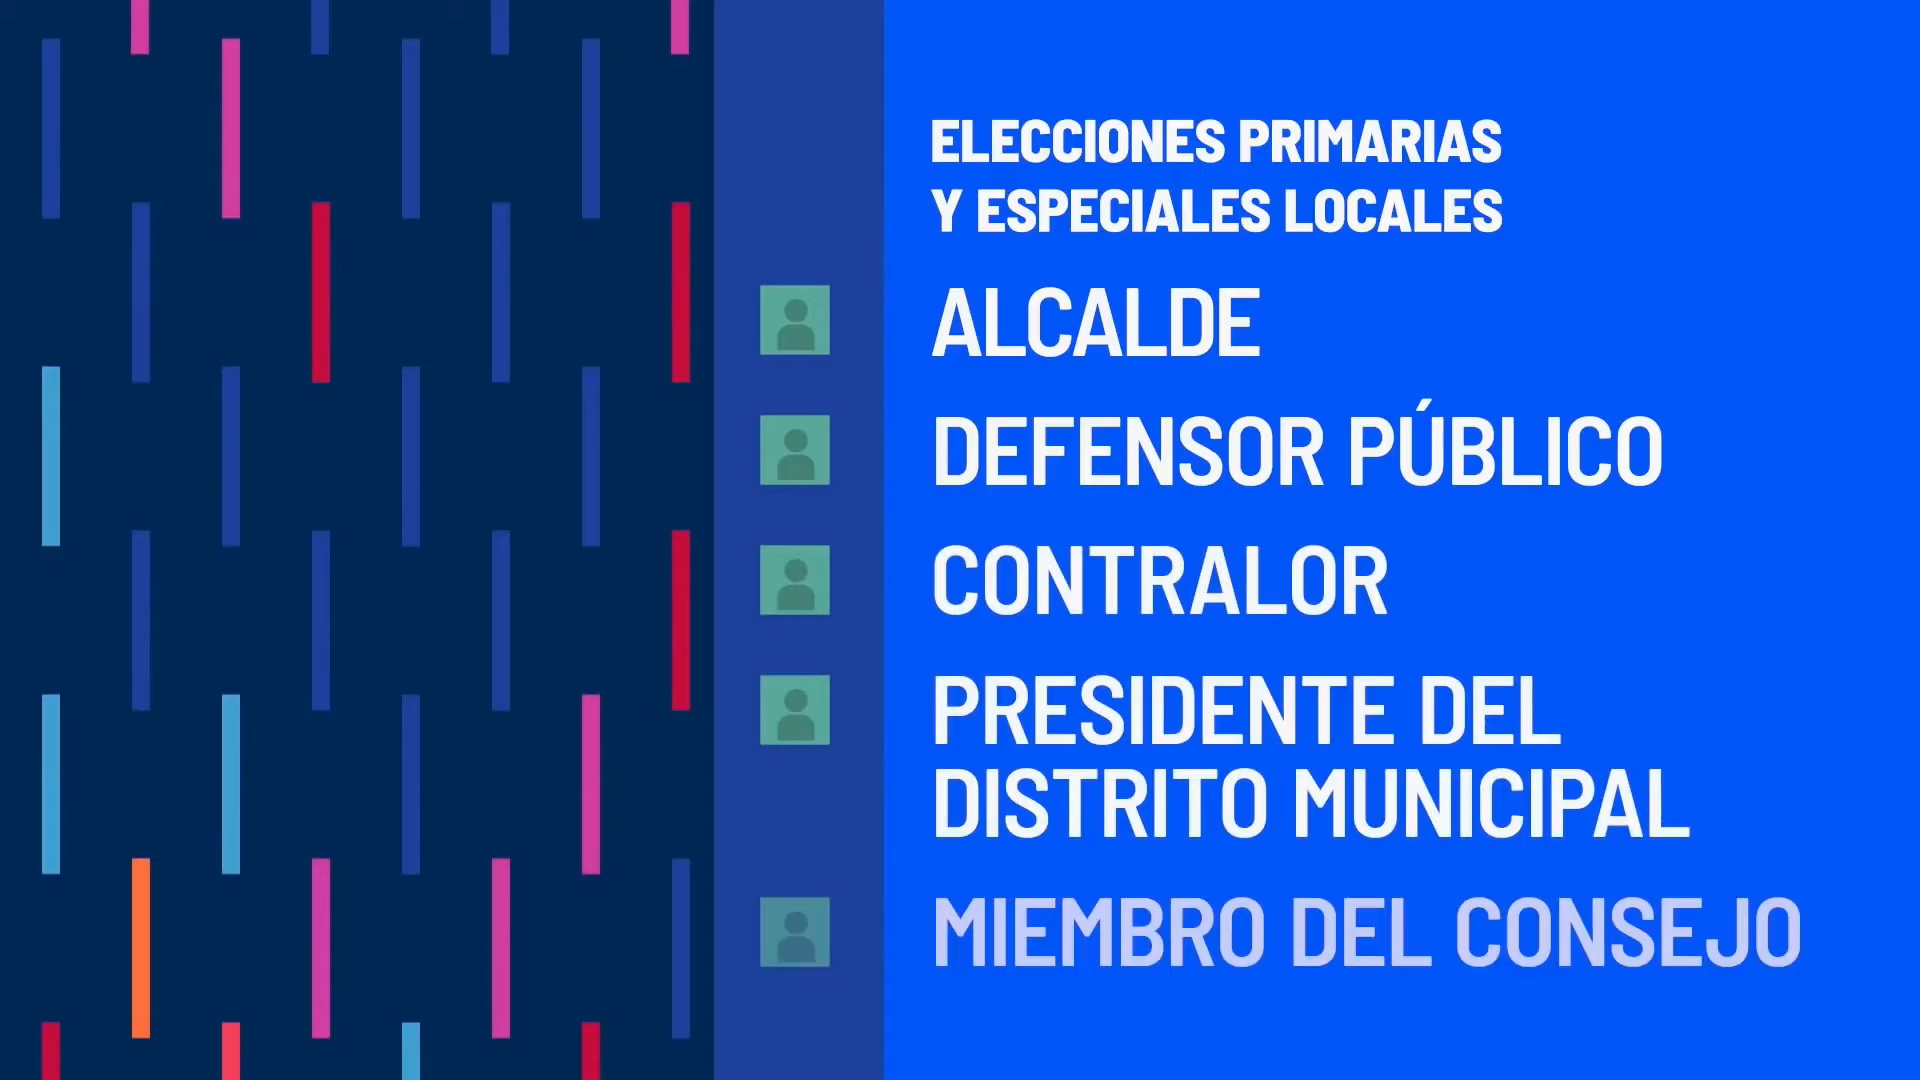 ELECCIONES PRIMARIAS
Y ESPECIALES LOCALES
ALCALDE
DEFENSOR PÚBLICO
CONTRALOR
PRESIDENTE DEL
DISTRITO MUNICIPAL
MIEMBRO DEL CONSEJO